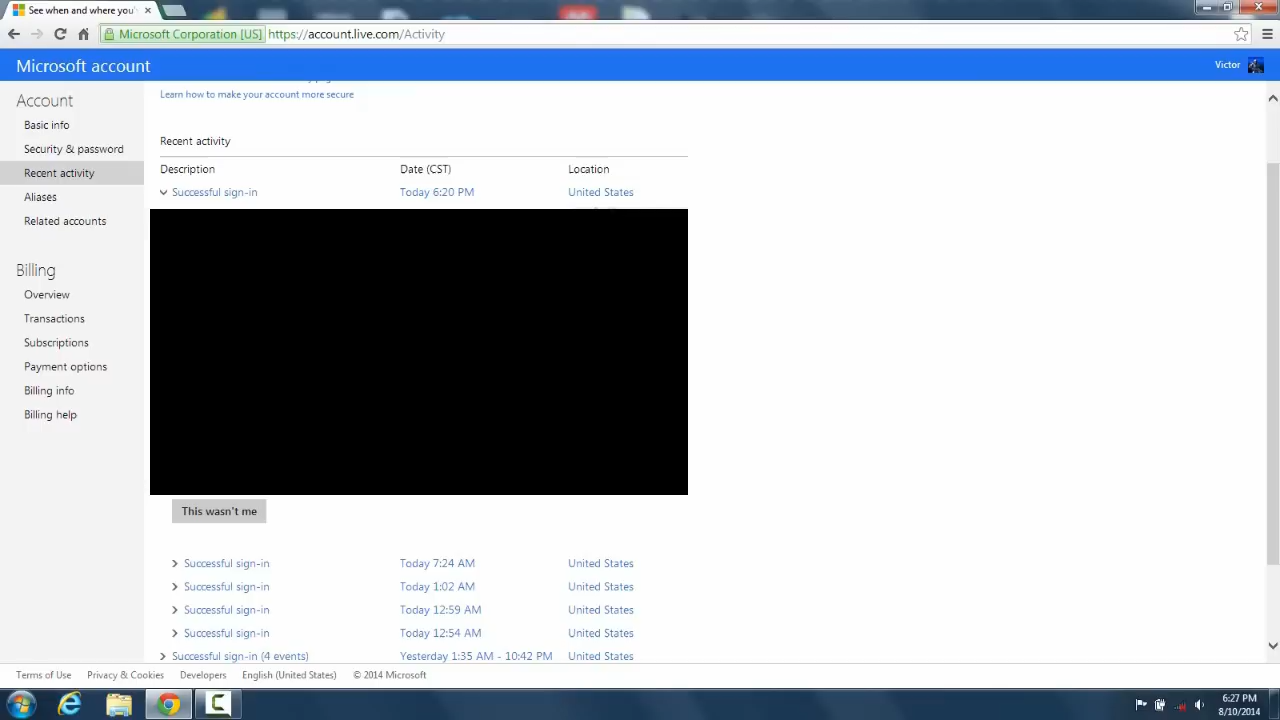 See when and where you'
Microsoft Corporation [US] https://account.live.com/Activity
Microsoft account
Victor
Account
Basic info
Security & password
Recent activity
Aliases
Related accounts
Billing
Overview
Transactions
Subscriptions
Payment options
Billing info
Billing help
Learn how to make your account more secure
Recent activity
Description Date (CST) Location
Successful sign-in Today 6:20 PM United States
This wasn't me
Successful sign-in Today 7:24 AM United States
Successful sign-in Today 1:02 AM United States
Successful sign-in Today 12:59 AM United States
Successful sign-in Today 12:54 AM United States
Successful sign-in (4 events) Yesterday 1:35 AM - 10:42 PM United States
Terms of Use Privacy & Cookies Developers English (United States) © 2014 Microsoft
6:27 PM
8/10/2014